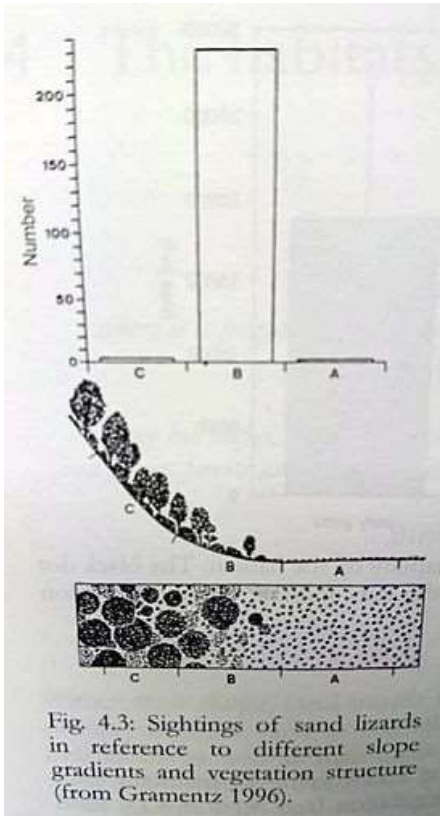 200
150
100
50
0
Number
C B A
C
B
A
C B A
Fig. 4.3: Sightings of sand lizards
in reference to different slope
gradients and vegetation structure
(from Gramentz 1996).